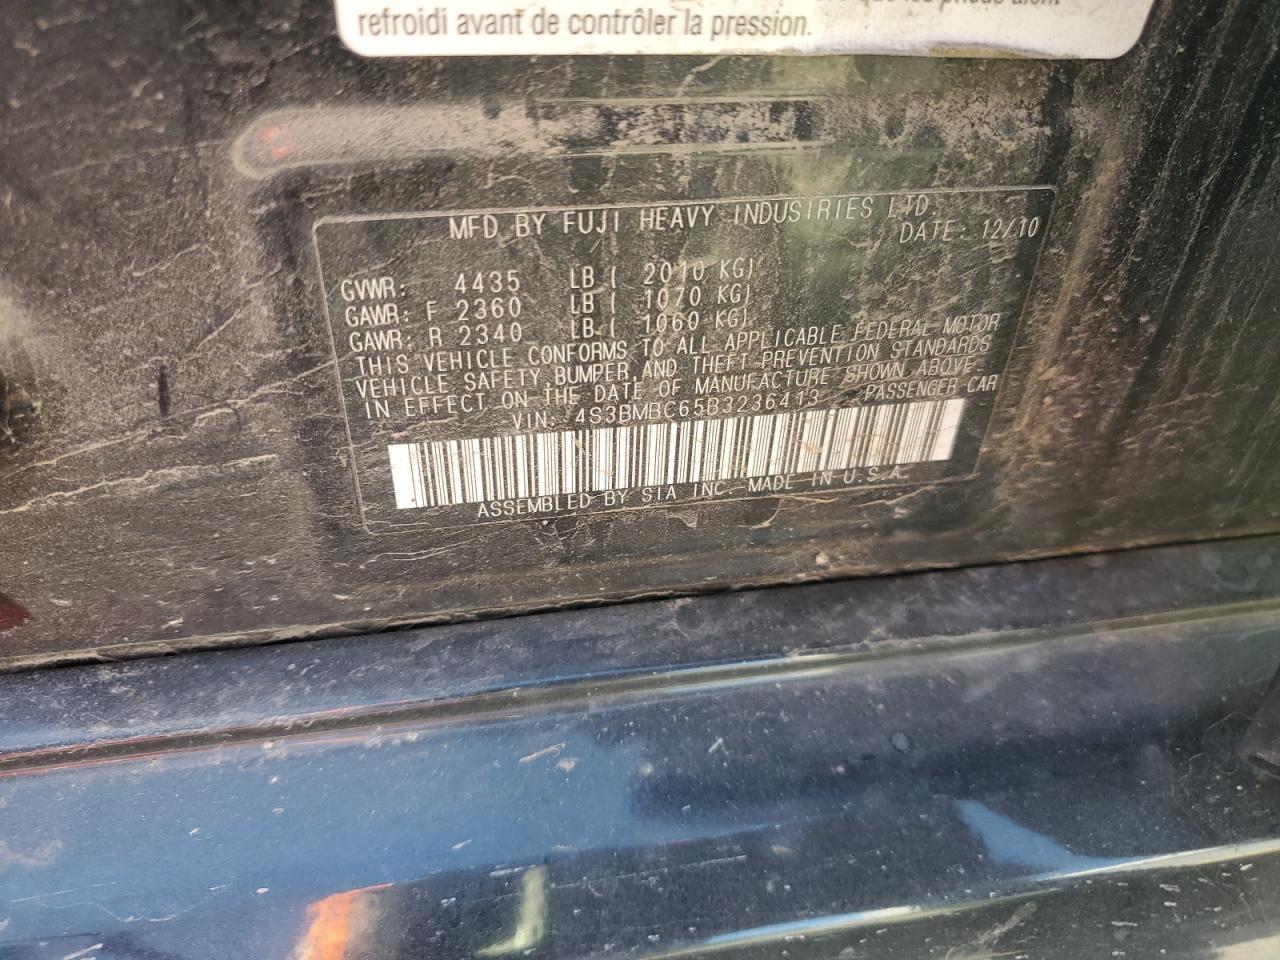 refroidi avant de contrôler la pression.
MFD BY FUJI HEAVY INDUSTRIES LTD.
DATE: 12/10
GVWR: 4435 LB ( 2010 KG)
GAWR: F 2360 LB ( 1070 KG)
GAWR: R 2340 LB ( 1060 KG)
THIS VEHICLE CONFORMS TO ALL APPLICABLE FEDERAL MOTOR
VEHICLE SAFETY, BUMPER AND THEFT PREVENTION STANDARDS
IN EFFECT ON THE DATE OF MANUFACTURE SHOWN ABOVE.
VIN: 4S3BMBC65B3236413 PASSENGER CAR
ASSEMBLED BY SIA INC. MADE IN U.S.A.